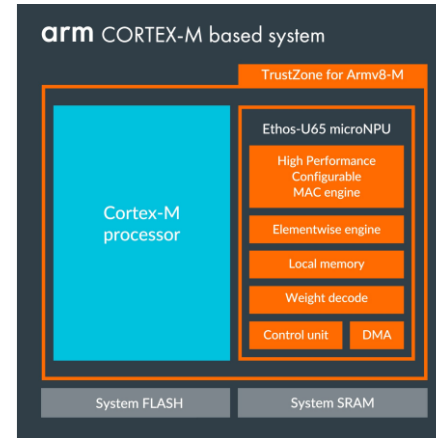 arm CORTEX-M based system
TrustZone for Armv8-M
Cortex-M
processor
Ethos-U65 microNPU
High Performance
Configurable
MAC engine
Elementwise engine
Local memory
Weight decode
Control unit
DMA
System FLASH
System SRAM